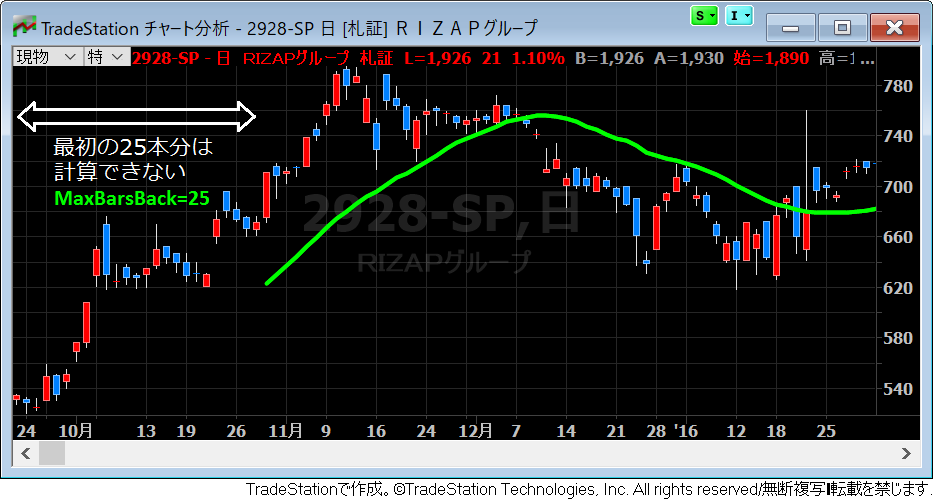 TradeStation チャート分析 - 2928-SP 日 [札証] ＲＩＺＡＰグループ
S
I
現物 特 2928-SP - 日 RIZAPグループ 札証 L=1,926 21 1.10% B=1,926 A=1,930 始=1,890 高=1 ...
780
最初の25本分は
計算できない
MaxBarsBack=25
740
700
2928-SP,日
RIZAPグループ
660
620
580
540
24 10月 13 19 26 11月 9 16 24 12月 7 14 21 28 '16 12 18 25
TradeStationで作成。©TradeStation Technologies, Inc. All rights reserved/無断複写・転載を禁じます.